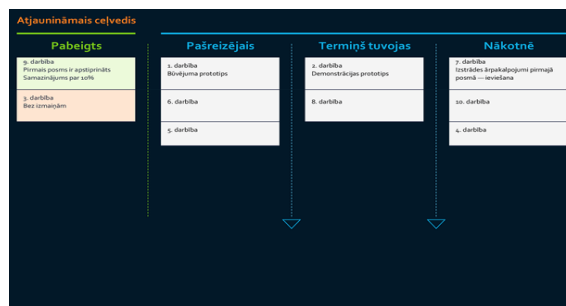 Atjaunināmais ceļvedis
Pabeigts
9. darbība
Pirmais posms ir apstiprināts
Samazinājums par 10%
3. darbība
Bez izmaiņām
Pašreizējais
1. darbība
Būvējuma prototips
6. darbība
5. darbība
Termiņš tuvojas
2. darbība
Demonstrācijas prototips
8. darbība
Nākotnē
7. darbība
Izstrādes ārpakalpojumi pirmajā
posmā — ieviešana
10. darbība
4. darbība